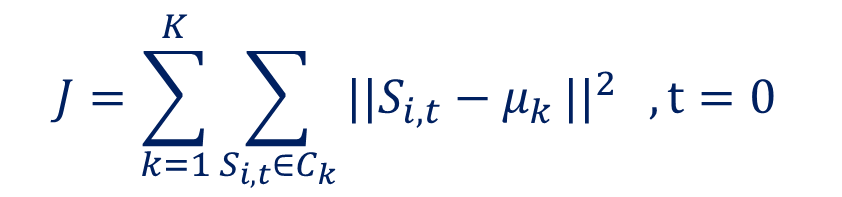 J = \sum_{k=1}^{K} \sum_{S_{i,t} \in C_k} ||S_{i,t} - \mu_k||^2 , t = 0